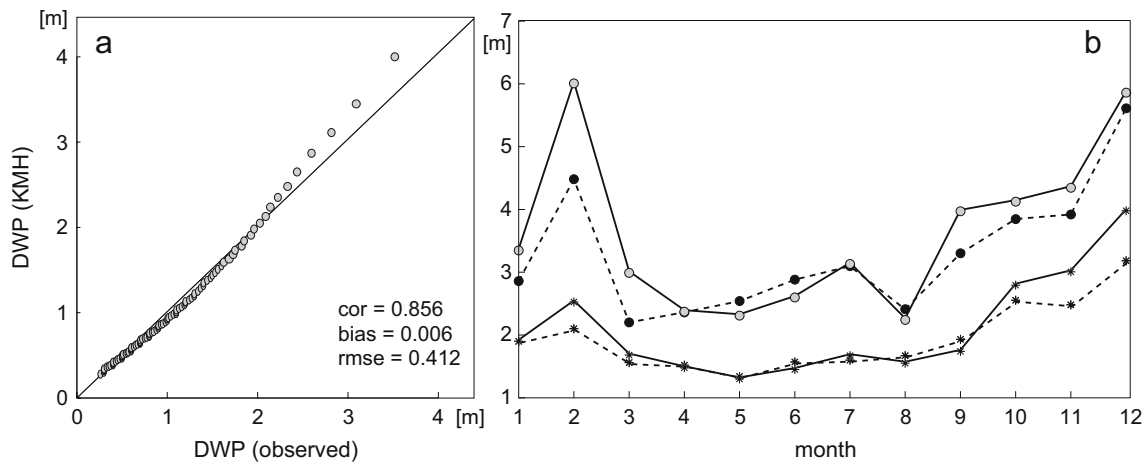 [m]
a
4
3
2
1
0
DWP (KMH)
cor = 0.856
bias = 0.006
rmse = 0.412
0 1 2 3 4 [m]
DWP (observed)
7
[m]
b
6
5
4
3
2
1
1 2 3 4 5 6 7 8 9 10 11 12
month